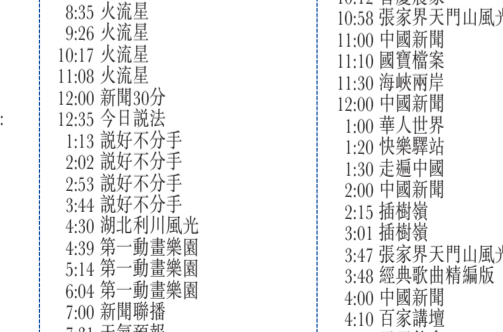 8:35 火流星
9:26 火流星
10:17 火流星
11:08 火流星
12:00 新聞30分
12:35 今日説法
1:13 説好不分手
2:02 説好不分手
2:53 説好不分手
3:44 説好不分手
4:30 湖北利川風光
4:39 第一動畫樂園
5:14 第一動畫樂園
6:04 第一動畫樂園
7:00 新聞聯播
10:58 張家界天門山風光
11:00 中國新聞
11:10 國寶檔案
11:30 海峽兩岸
12:00 中國新聞
1:00 華人世界
1:20 快樂驛站
1:30 走遍中國
2:00 中國新聞
2:15 插樹嶺
3:01 插樹嶺
3:47 張家界天門山風光
3:48 經典歌曲精編版
4:00 中國新聞
4:10 百家講壇